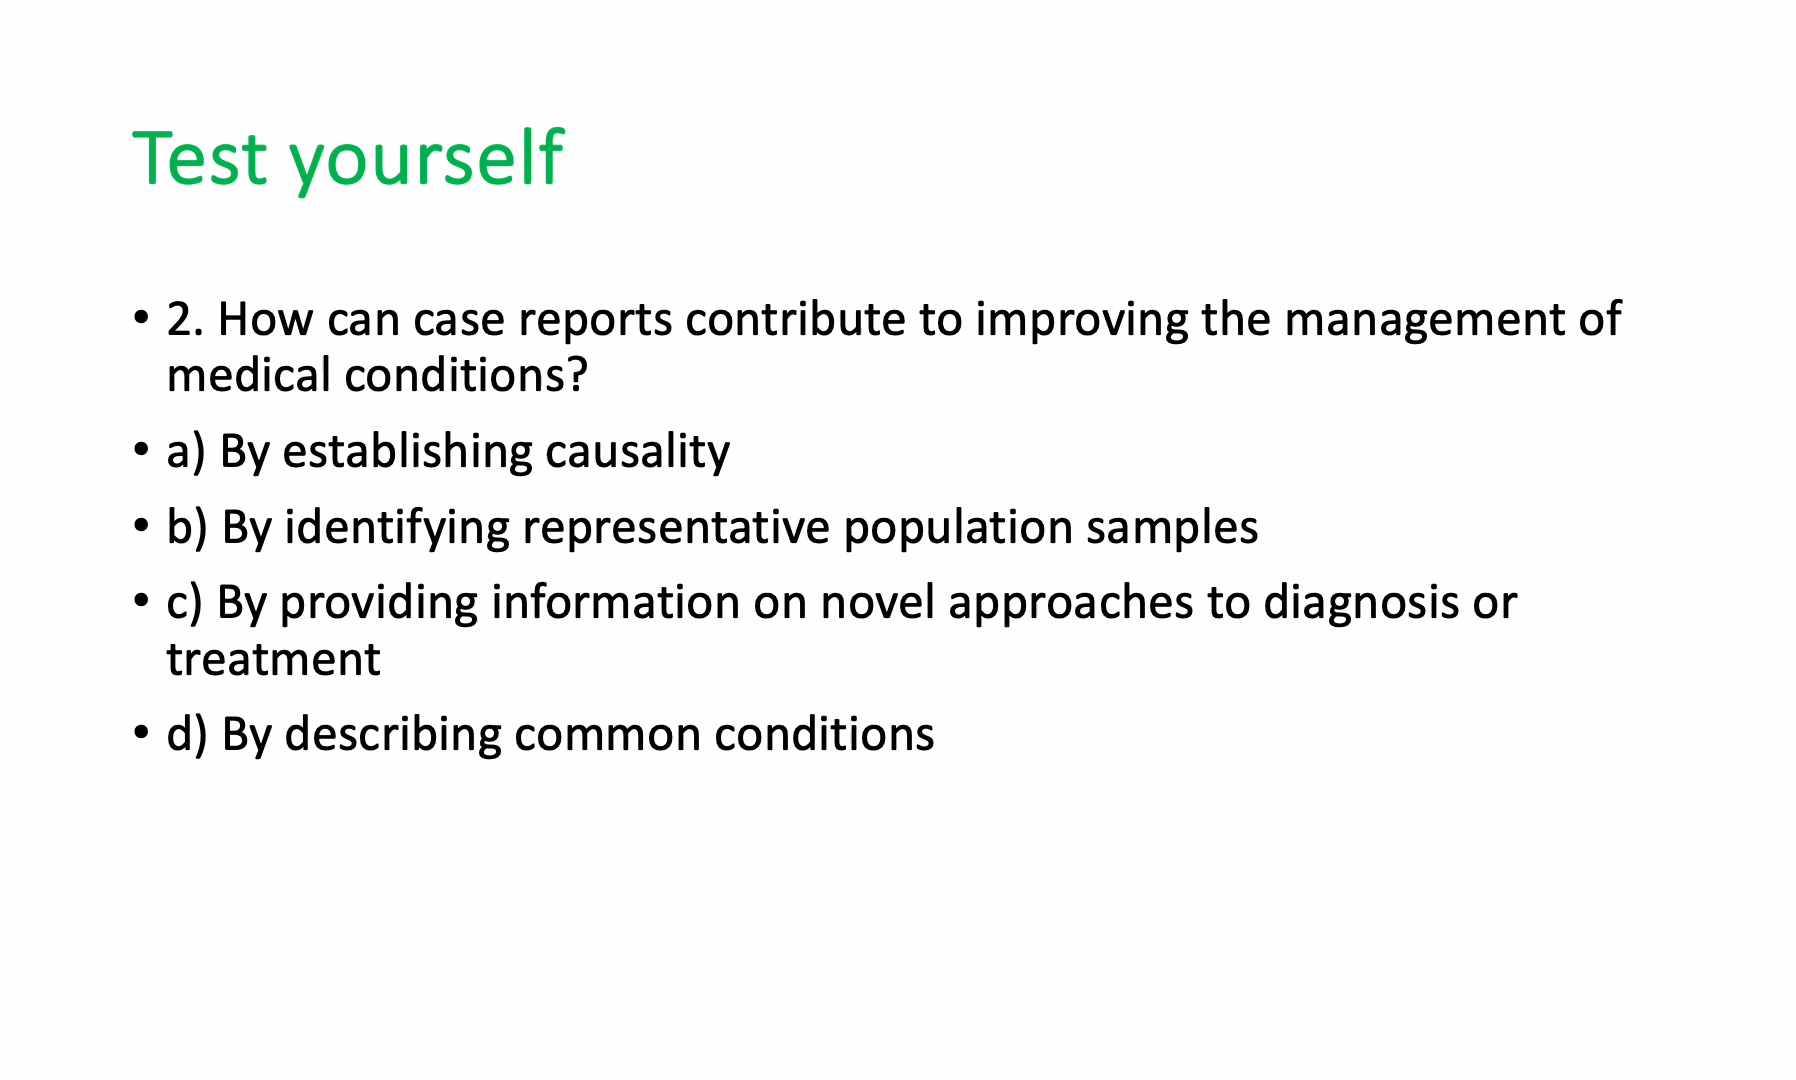 Test yourself
• 2. How can case reports contribute to improving the management of
medical conditions?
• a) By establishing causality
• b) By identifying representative population samples
• c) By providing information on novel approaches to diagnosis or
treatment
• d) By describing common conditions